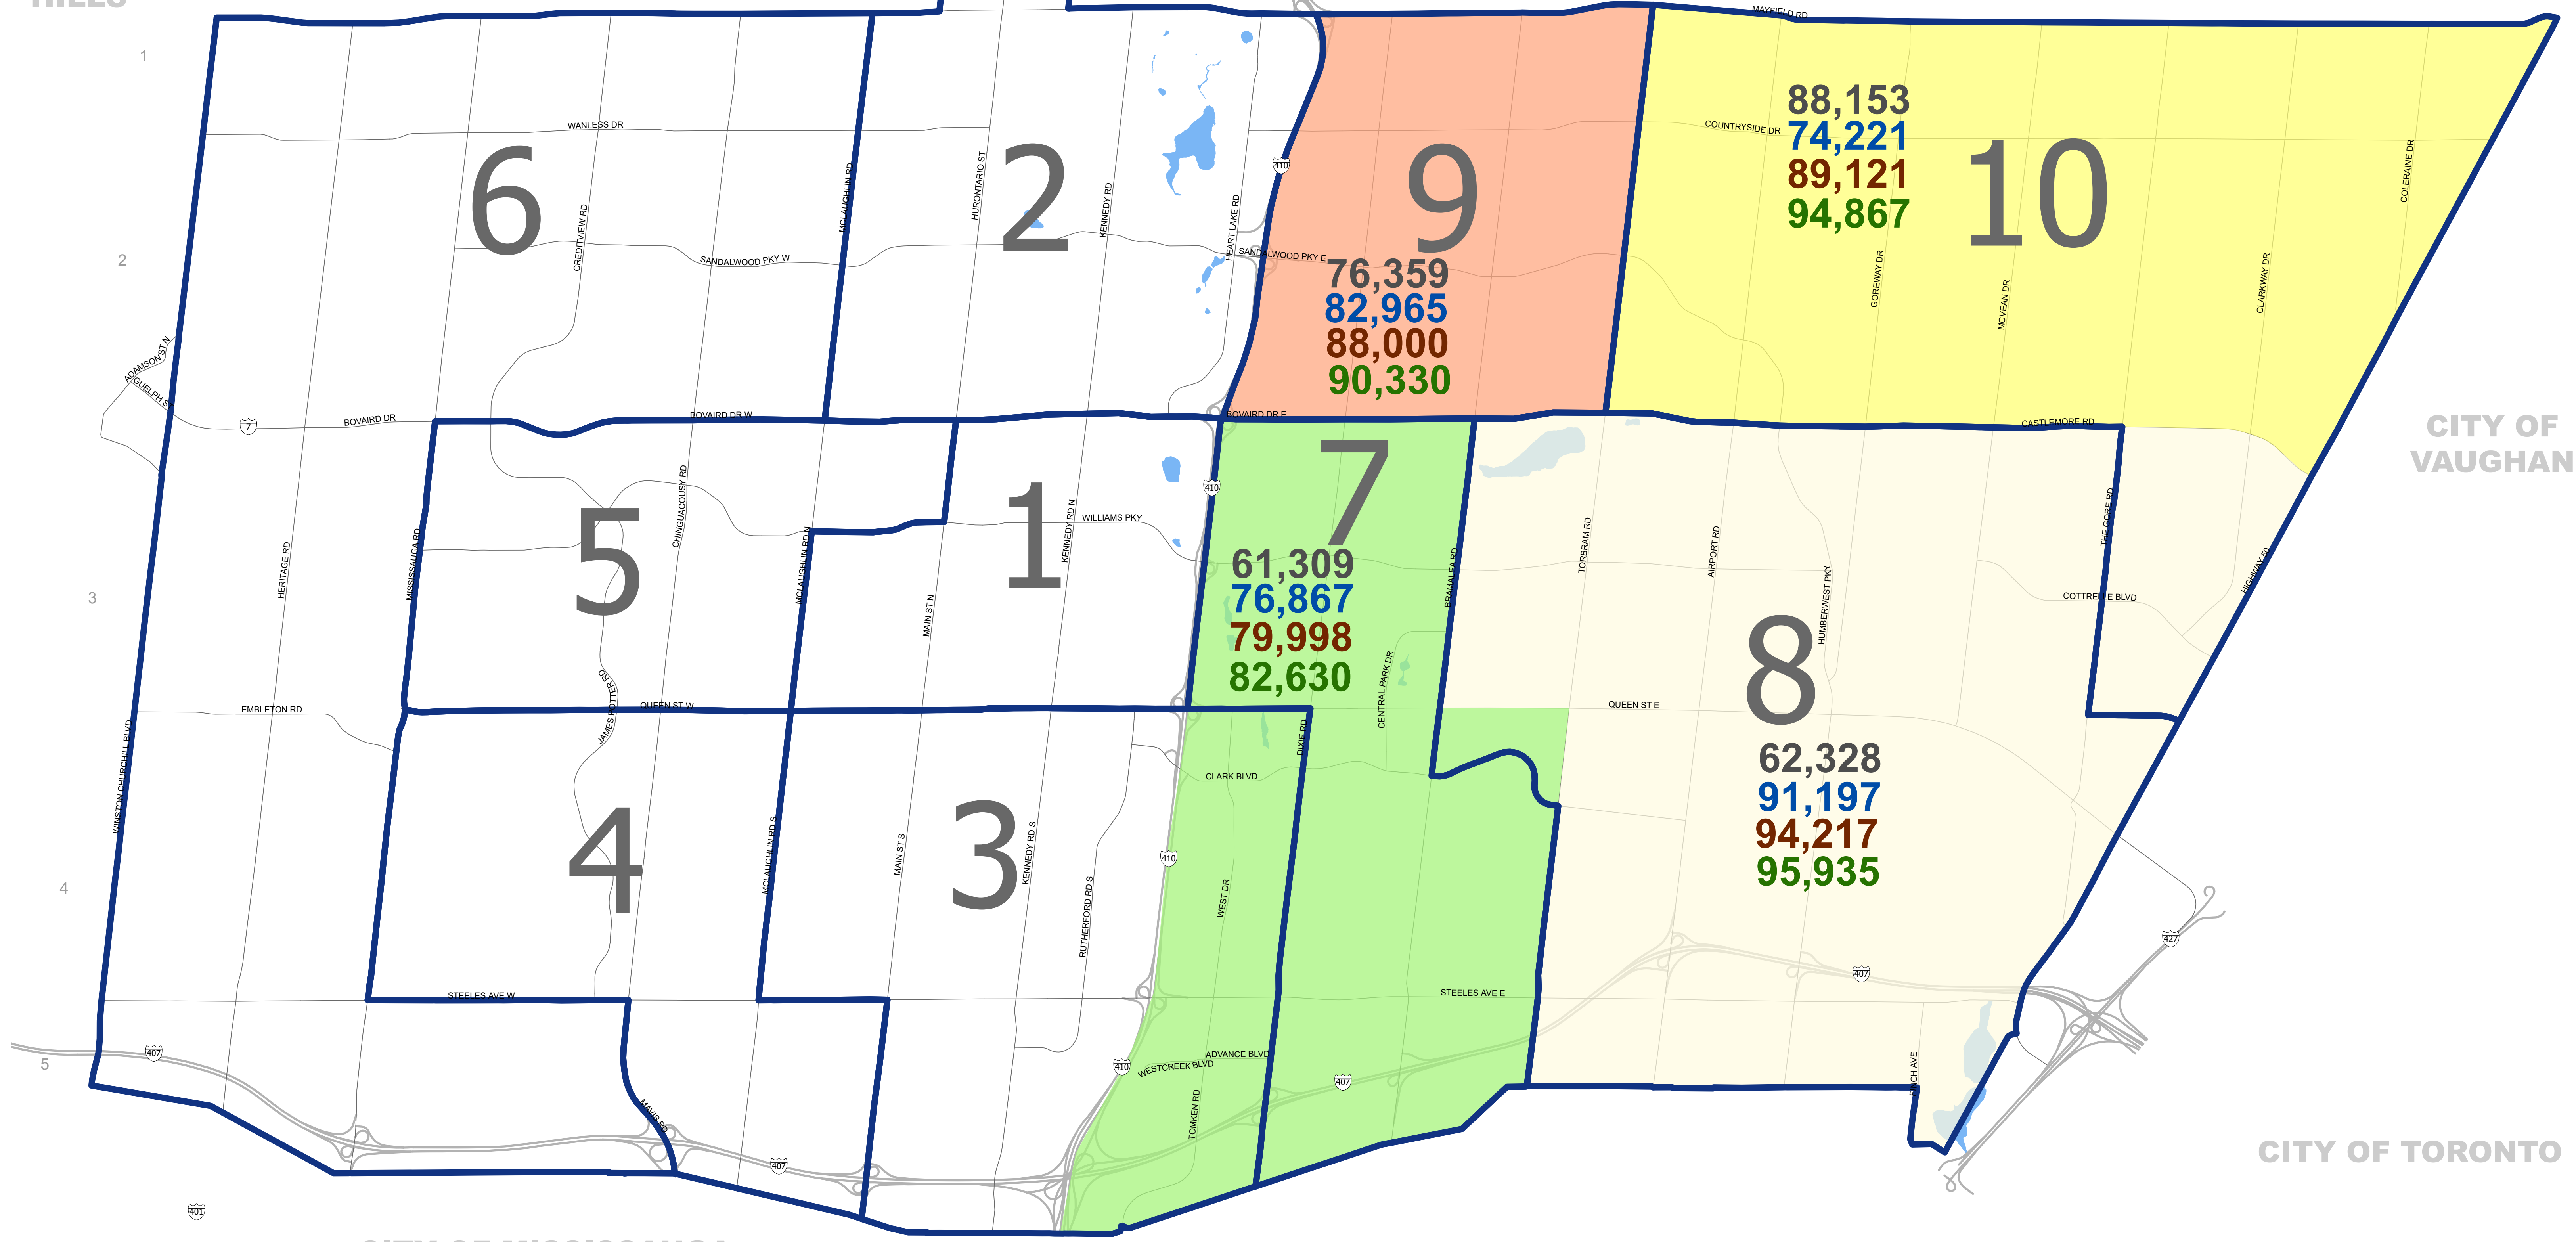 HILLS
MAYFIELD RD
1
WANLESS DR
COUNTRYSIDE DR
88,153
74,221
89,121
94,867
6
2
9
10
410
CREDITVIEW RD
MCLAUGHLIN RD
HURONTARIO ST
KENNEDY RD
HEART LAKE RD
COLERAINE DR
2
SANDALWOOD PKY W
SANDALWOOD PKY E
GOREWAY DR
MCVEAN DR
CLARKWAY DR
76,359
82,965
88,000
90,330
ADAMSON ST N
GUELPH ST
7
BOVAIRD DR
BOVAIRD DR W
BOVAIRD DR E
CASTLEMORE RD
CITY OF
VAUGHAN
7
410
5
1
WILLIAMS PKY
HERITAGE RD
MISSISSAUGA RD
CHINGUACOUSY RD
MCLAUGHLIN RD N
MAIN ST N
KENNEDY RD N
BRAMALEA RD
TORBRAM RD
AIRPORT RD
HUMBERWEST PKY
THE GORE RD
HIGHWAY 50
COTTRELLE BLVD
3
61,309
76,867
79,998
82,630
8
CENTRAL PARK DR
EMBLETON RD
JAMES POTTER RD
QUEEN ST W
QUEEN ST E
DIXIE RD
WINSTON CHURCHILL BLVD
CLARK BLVD
62,328
91,197
94,217
95,935
4
4
3
410
MCLAUGHLIN RD S
MAIN ST S
KENNEDY RD S
RUTHERFORD RD S
WEST DR
427
407
STEELES AVE W
STEELES AVE E
5
407
410
WESTCREEK BLVD
ADVANCE BLVD
407
FINCH AVE
MAVIS RD
TOMKEN RD
407
CITY OF TORONTO
401
CITY OF MISSISSAUGA